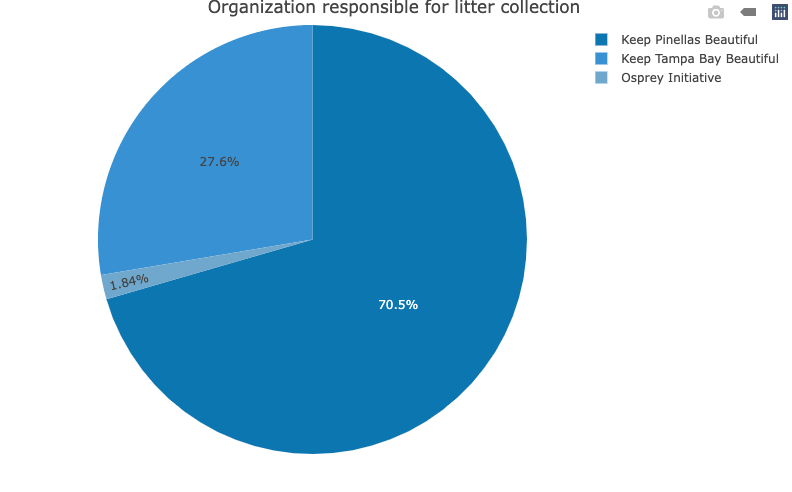 Organization responsible for litter collection
Keep Pinellas Beautiful
Keep Tampa Bay Beautiful
Osprey Initiative
27.6%
1.84%
70.5%